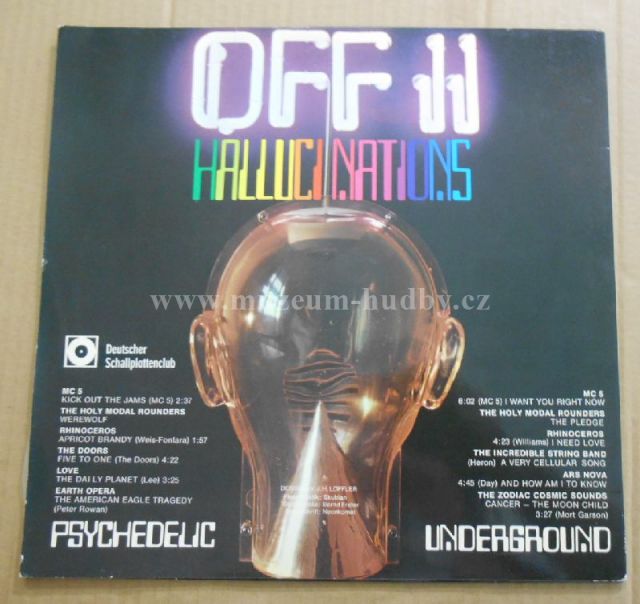 OFF II
HALLUCINATIONS
www.muzeum-hudby.cz
Deutscher
Schallplattenclub
MC 5
KICK OUT THE JAMS (MC 5) 2:37
THE HOLY MODAL ROUNDERS
WEREWOLF
RHINOCEROS
APRICOT BRANDY (Weis-Fonfara) 1:57
THE DOORS
FIVE TO ONE (The Doors) 4:22
LOVE
THE DAILY PLANET (Lee) 3:25
EARTH OPERA
THE AMERICAN EAGLE TRAGEDY
(Peter Rowan)
MC 5
6:02 (MC 5) I WANT YOU RIGHT NOW
THE HOLY MODAL ROUNDERS
THE PLEDGE
RHINOCEROS
4:23 (Williams) I NEED LOVE
THE INCREDIBLE STRING BAND
(Heron) A VERY CELLULAR SONG
ARS NOVA
4:45 (Day) AND HOW AM I TO KNOW
THE ZODIAC COSMIC SOUNDS
CANCER – THE MOON CHILD
3:27 (Mort Garson)
LÖFFLER
Skubian
Bernd Freier
Neonkumel
PSYCHEDELIC
UNDERGROUND